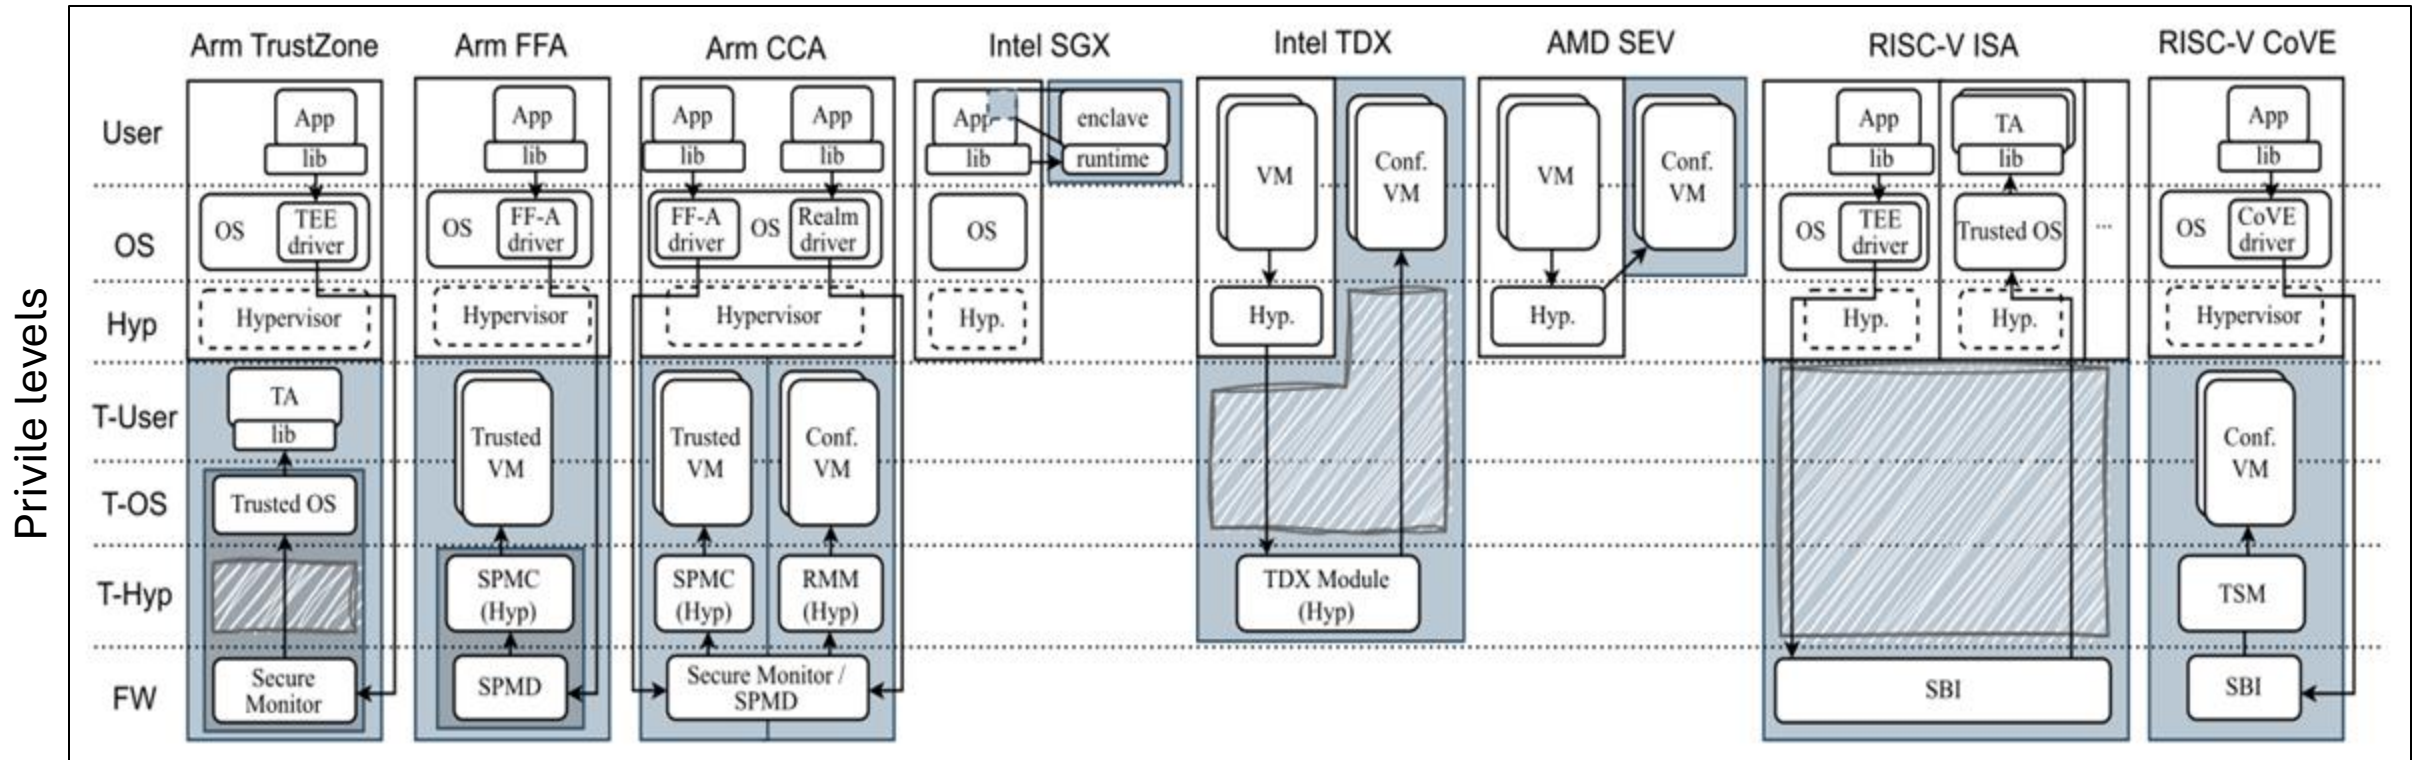 Privile levels
User
OS
Hyp
T-User
T-OS
T-Hyp
FW
Arm TrustZone
App
lib
OS
TEE
driver
Hypervisor
TA
lib
Trusted OS
Secure
Monitor
Arm FFA
App
lib
OS
FF-A
driver
Hypervisor
Trusted
VM
SPMC
(Hyp)
SPMD
Arm CCA
App
lib
App
lib
FF-A
driver
OS
Realm
driver
Hypervisor
Trusted
VM
Conf.
VM
SPMC
(Hyp)
RMM
(Hyp)
Secure Monitor /
SPMD
Intel SGX
App
lib
enclave
runtime
OS
Hyp.
Intel TDX
VM
Conf.
VM
Hyp.
TDX Module
(Hyp)
AMD SEV
VM
Conf.
VM
Hyp.
RISC-V ISA
App
lib
TA
lib
OS
TEE
driver
Trusted OS
...
Hyp.
Hyp.
SBI
RISC-V CoVE
App
lib
OS
CoVE
driver
Hypervisor
Conf.
VM
TSM
SBI